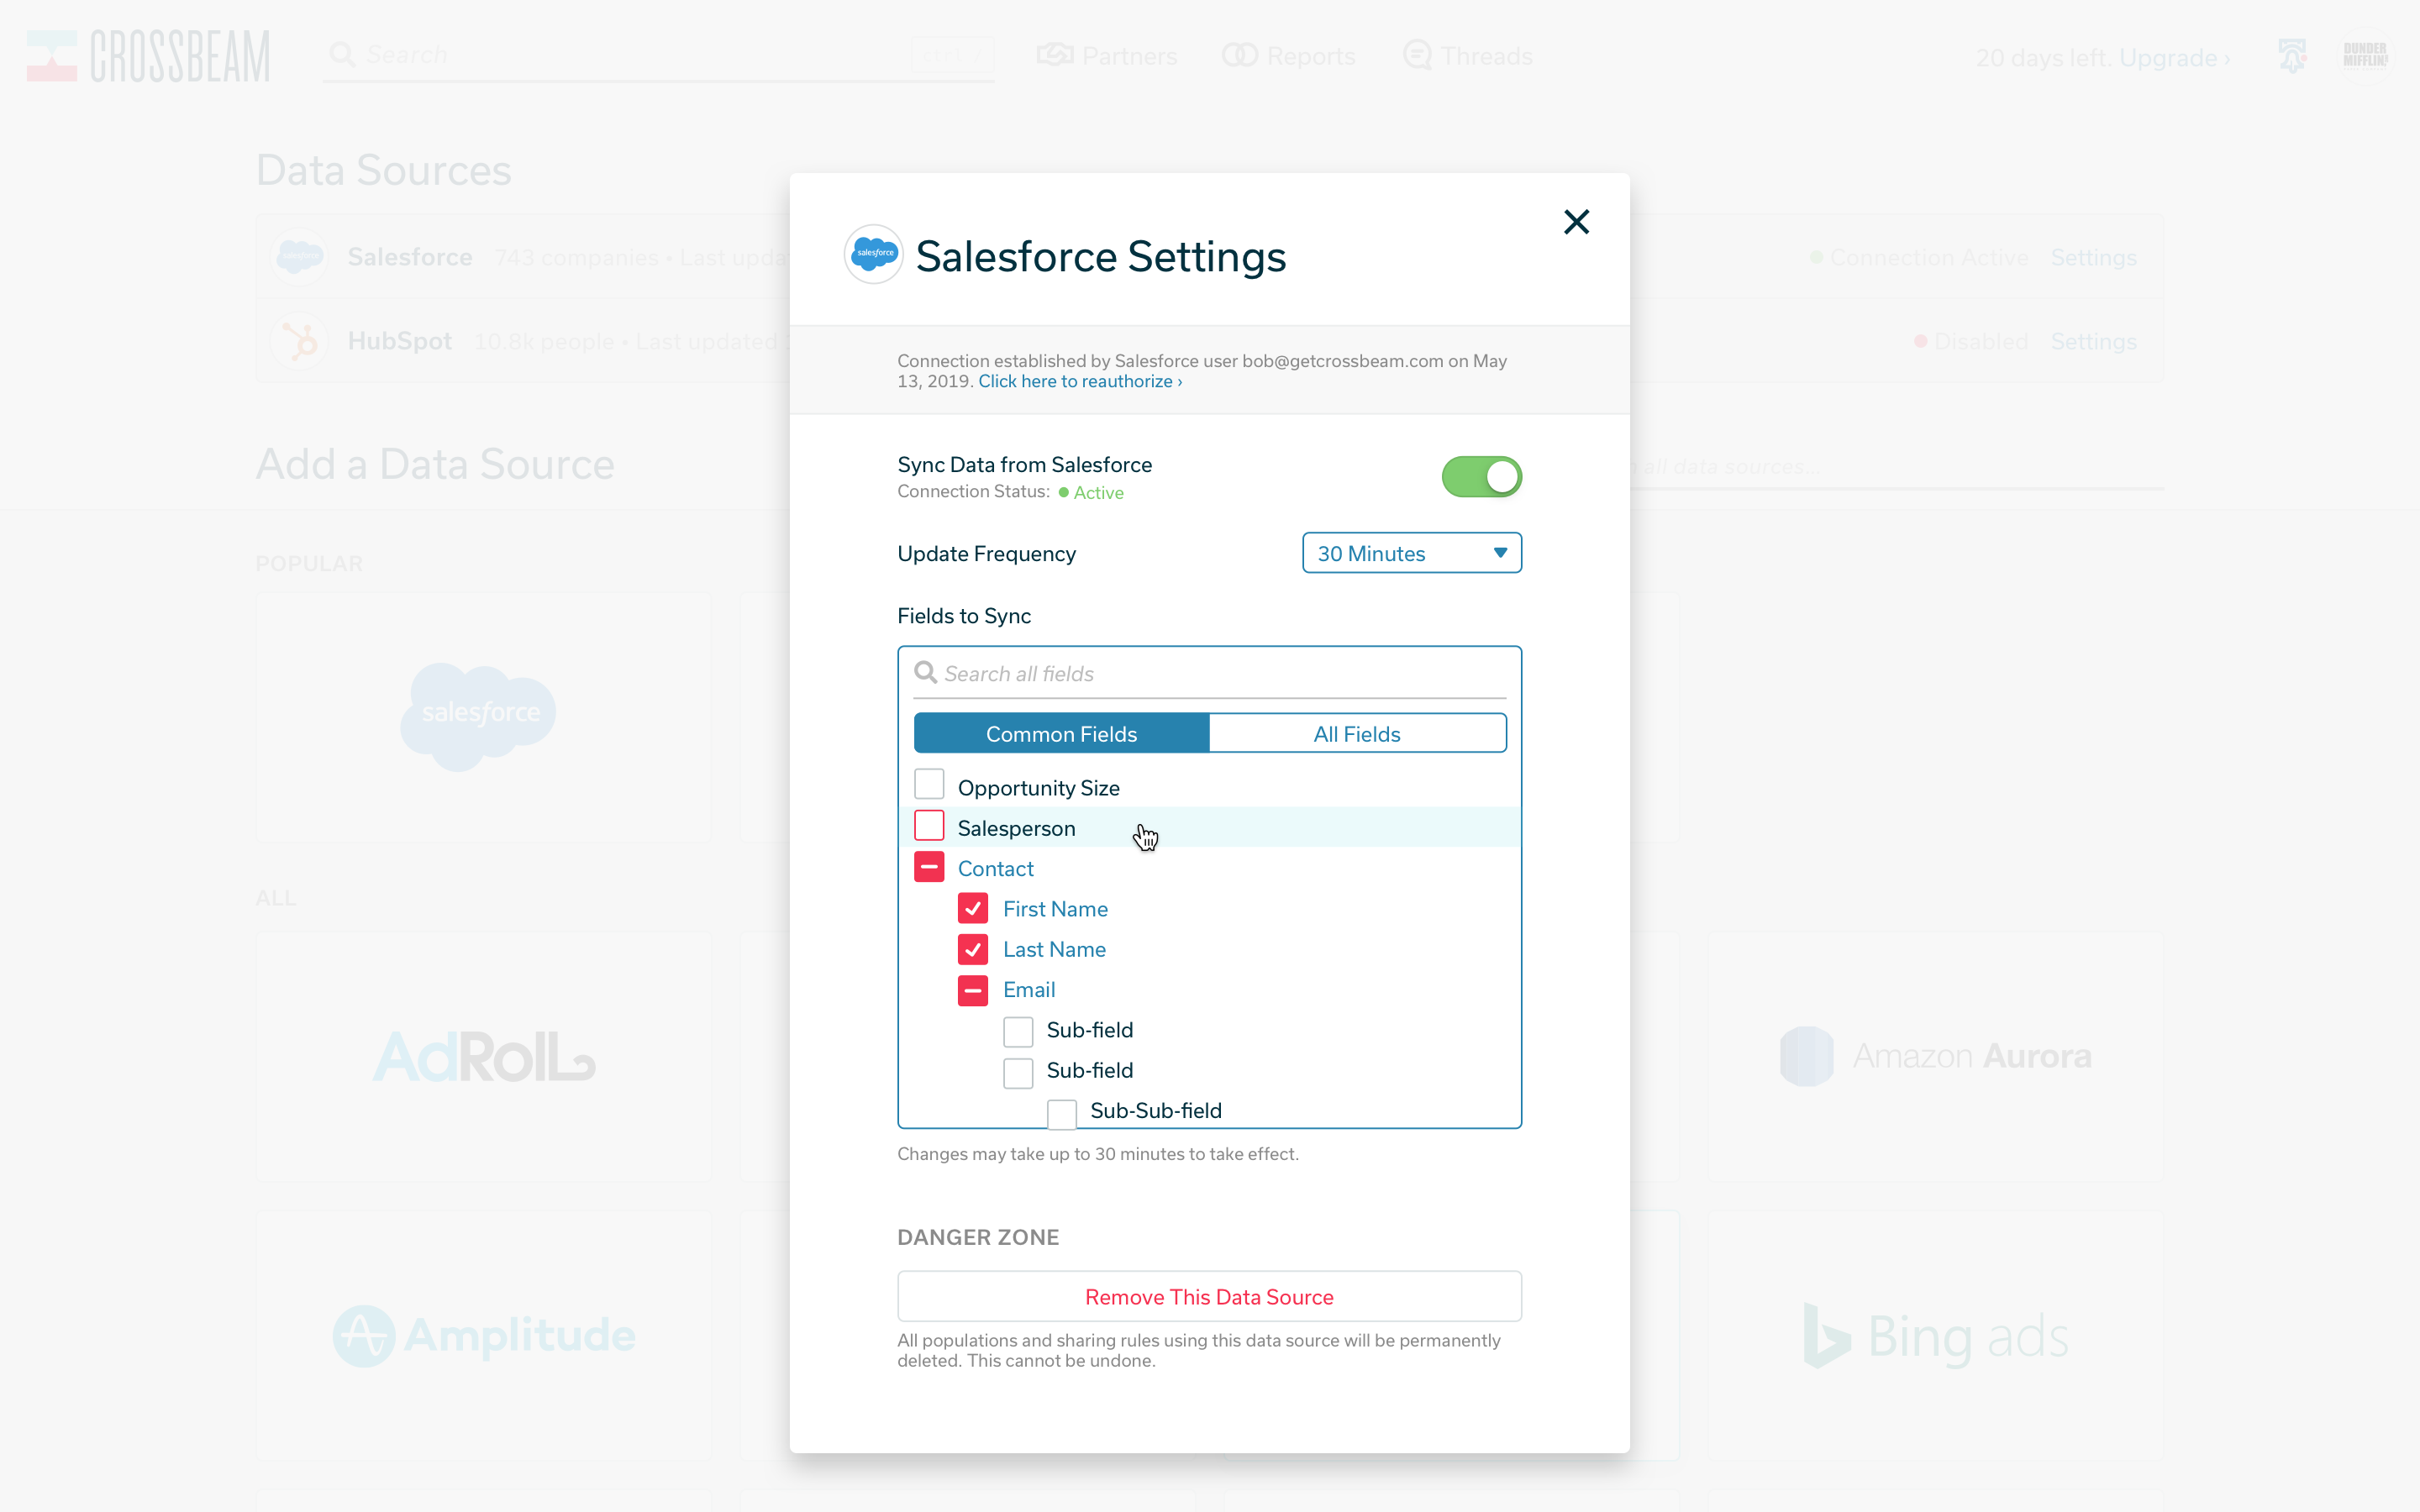 CROSSBEAM
Search
Partners
Reports
Threads
20 days left. Upgrade ›
DUNDER
MIFFLIN!
Data Sources
Salesforce 743 companies • Last upda
Connection Active Settings
HubSpot 10.8k people • Last updated
Disabled Settings
Add a Data Source
all data sources...
POPULAR
salesforce
ALL
AdRoll
Amazon Aurora
Amplitude
Bing ads
salesforce
Salesforce Settings
Connection established by Salesforce user bob@getcrossbeam.com on May
13, 2019. Click here to reauthorize ›
Sync Data from Salesforce
Connection Status: Active
Update Frequency
30 Minutes
Fields to Sync
Search all fields
Common Fields
All Fields
Opportunity Size
Salesperson
Contact
First Name
Last Name
Email
Sub-field
Sub-field
Sub-Sub-field
Changes may take up to 30 minutes to take effect.
DANGER ZONE
Remove This Data Source
All populations and sharing rules using this data source will be permanently
deleted. This cannot be undone.